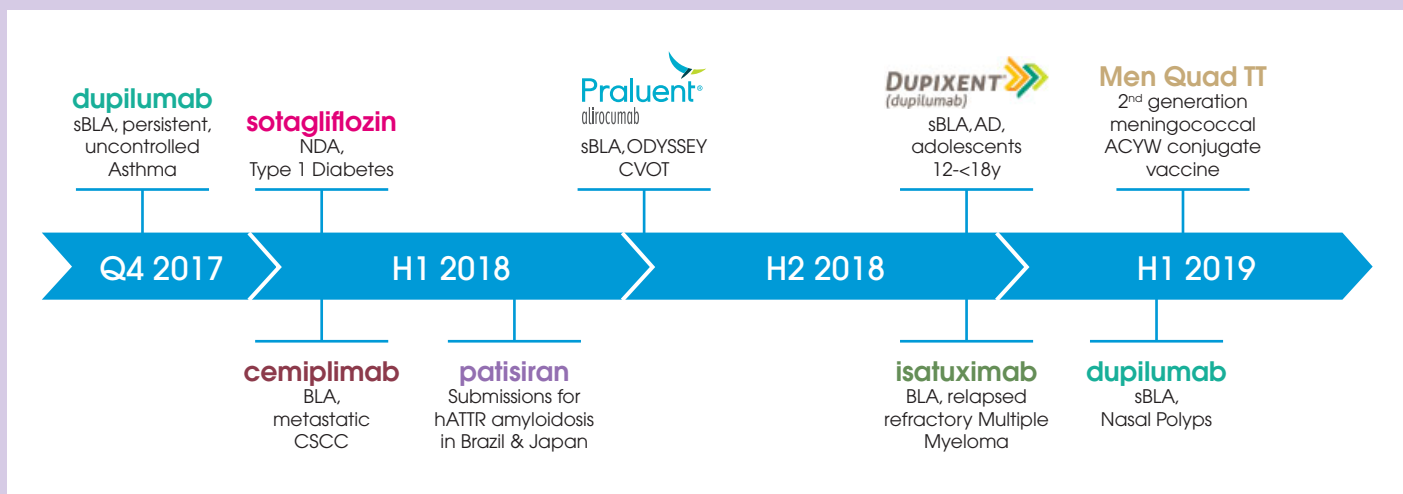 dupilumab
sBLA, persistent,
uncontrolled
Asthma
sotagliflozin
NDA,
Type 1 Diabetes
Praluent®
alirocumab
sBLA, ODYSSEY
CVOT
DUPIXENT
(dupilumab)
sBLA, AD,
adolescents
12-<18y
Men Quad TT
2nd generation
meningococcal
ACYW conjugate
vaccine
Q4 2017
H1 2018
H2 2018
H1 2019
cemiplimab
BLA,
metastatic
CSCC
patisiran
Submissions for
hATTR amyloidosis
in Brazil & Japan
isatuximab
BLA, relapsed
refractory Multiple
Myeloma
dupilumab
sBLA,
Nasal Polyps